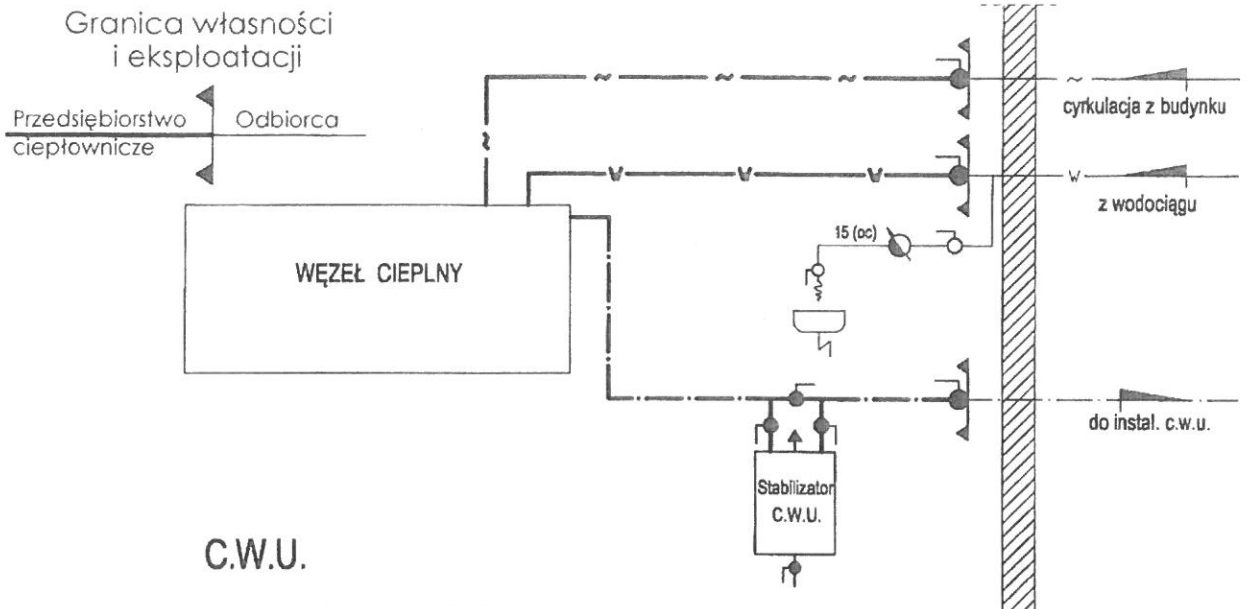 Granica własności
i eksploatacji
Przedsiębiorstwo
ciepłownicze
Odbiorca
cyrkulacja z budynku
W W W W
z wodociągu
15 (oc)
WĘZEŁ CIEPLNY
do instal. c.w.u.
Stabilizator
C.W.U.
C.W.U.